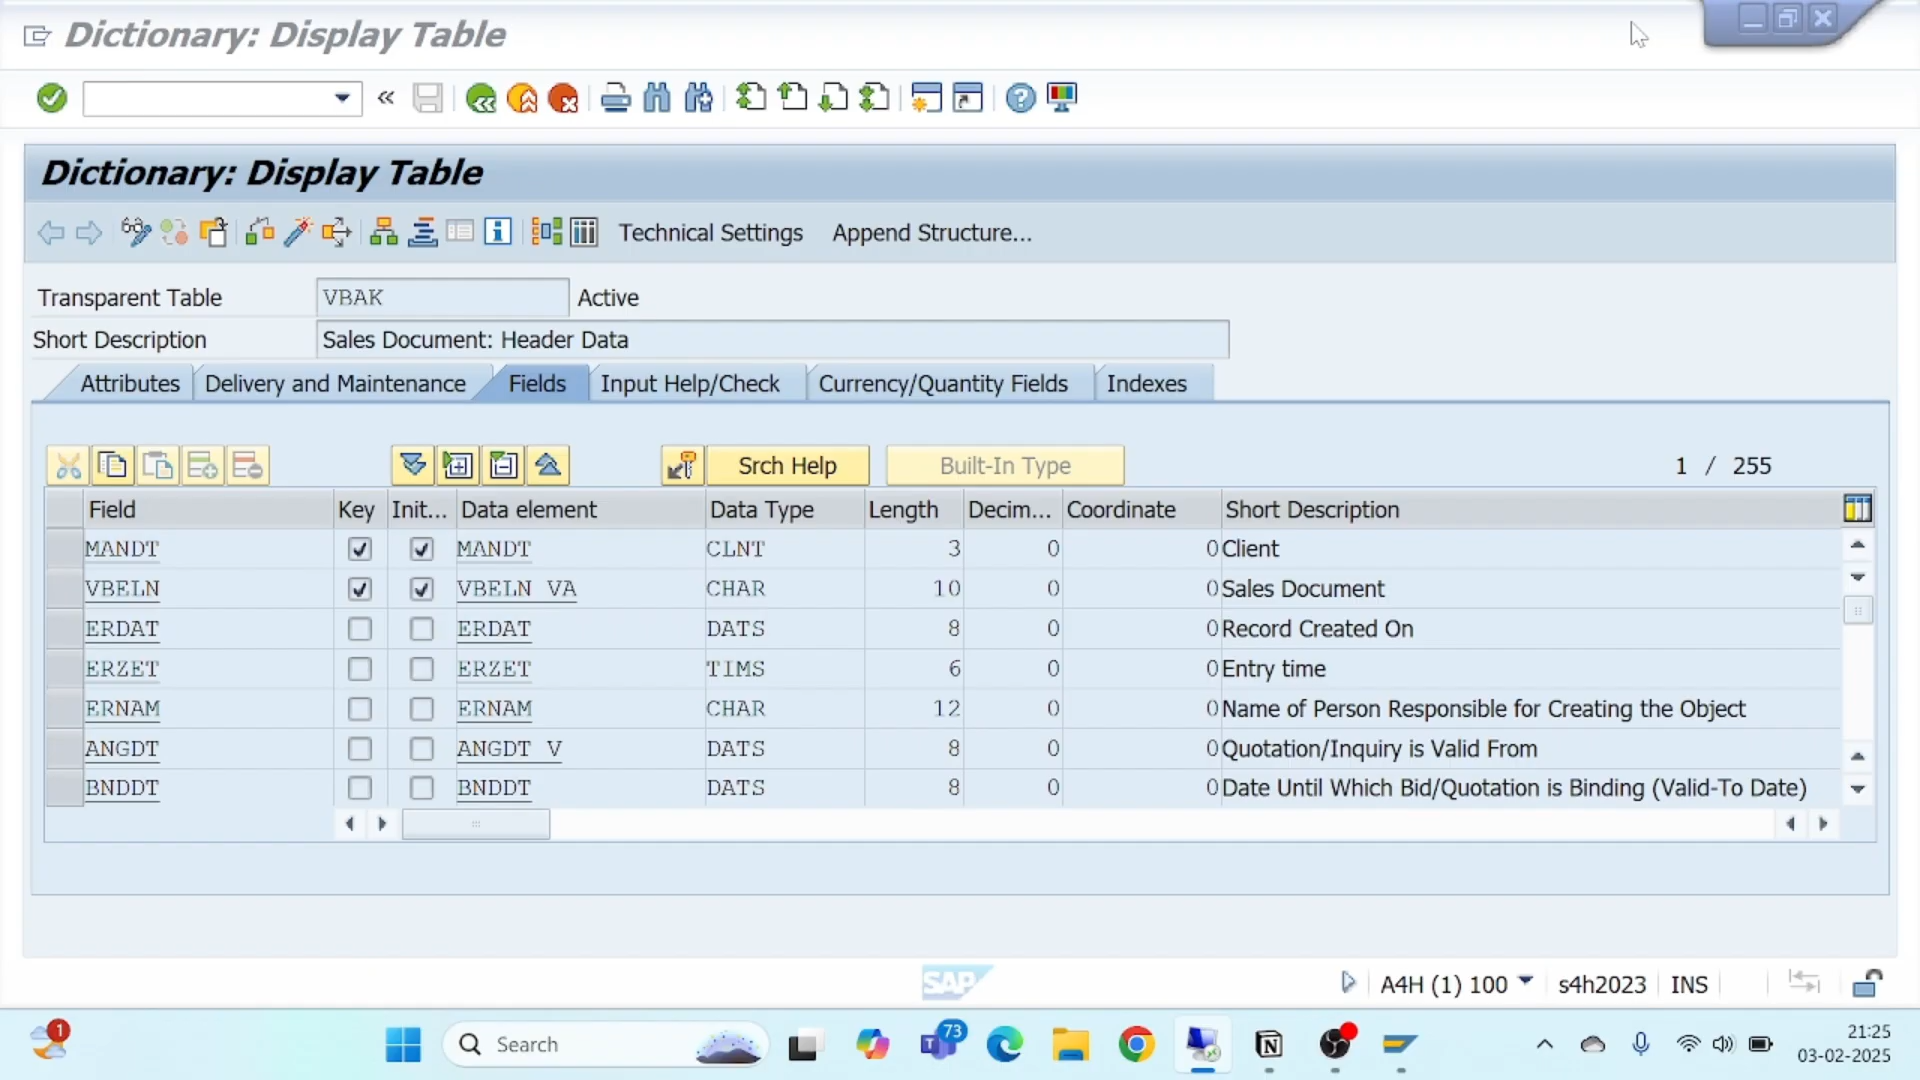 Dictionary: Display Table
Dictionary: Display Table
Technical Settings Append Structure...
Transparent Table VBAK Active
Short Description Sales Document: Header Data
Attributes Delivery and Maintenance Fields Input Help/Check Currency/Quantity Fields Indexes
Srch Help Built-In Type 1 / 255
Field Key Init... Data element Data Type Length Decim... Coordinate Short Description
MANDT MANDT CLNT 3 0 0 Client
VBELN VBELN VA CHAR 10 0 0 Sales Document
ERDAT ERDAT DATS 8 0 0 Record Created On
ERZET ERZET TIMS 6 0 0 Entry time
ERNAM ERNAM CHAR 12 0 0 Name of Person Responsible for Creating the Object
ANGDT ANGDT V DATS 8 0 0 Quotation/Inquiry is Valid From
BNDDT BNDDT DATS 8 0 0 Date Until Which Bid/Quotation is Binding (Valid-To Date)
SAP A4H (1) 100 s4h2023 INS
1 Search 73 21:25
03-02-2025